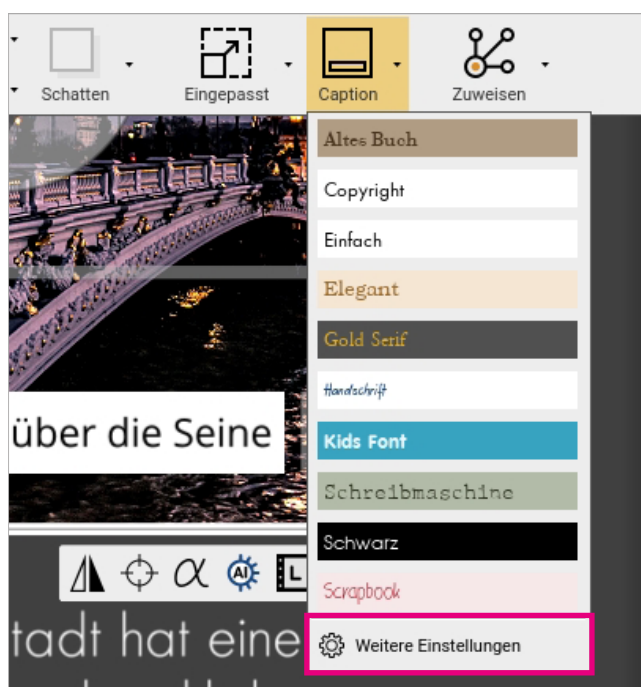 Schatten
Eingepasst
Caption
Zuweisen
Altes Buch
Copyright
Einfach
Elegant
Gold Serif
Handschrift
Kids Font
Schreibmaschine
Schwarz
Scrapbook
Weitere Einstellungen
über die Seine
α AI L
tadt hat eine